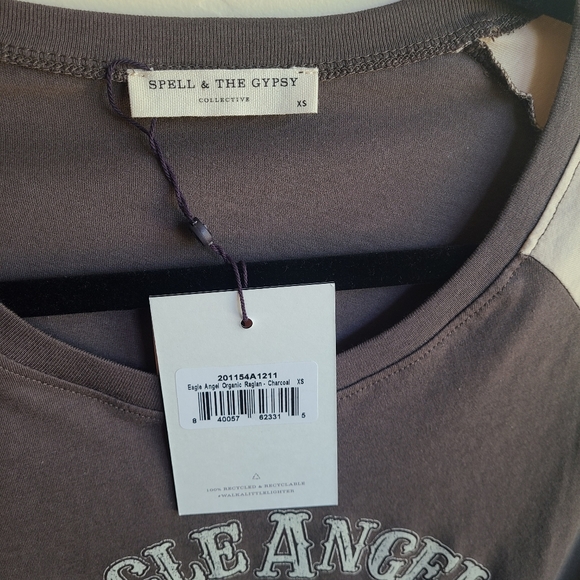 SPELL & THE GYPSY
COLLECTIVE
XS
201154A1211
Eagle Angel Organic Raglan - Charcoal XS
8 40057 62331 5
100% RECYCLED & RECYCLABLE
#WALKALITTLELIGHTER
GLE ANGEL